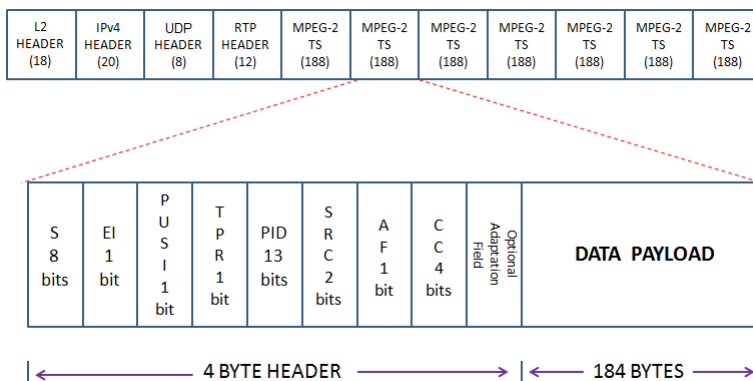 L2
HEADER
(18)
IPv4
HEADER
(20)
UDP
HEADER
(8)
RTP
HEADER
(12)
MPEG-2
TS
(188)
MPEG-2
TS
(188)
MPEG-2
TS
(188)
MPEG-2
TS
(188)
MPEG-2
TS
(188)
MPEG-2
TS
(188)
MPEG-2
TS
(188)
S
8
bits
EI
1
bit
P
U
S
I
1
bit
T
P
R
1
bit
PID
13
bits
S
R
C
2
bits
A
F
1
bit
C
C
4
bits
Optional
Adaptation
Field
DATA PAYLOAD
4 BYTE HEADER
184 BYTES